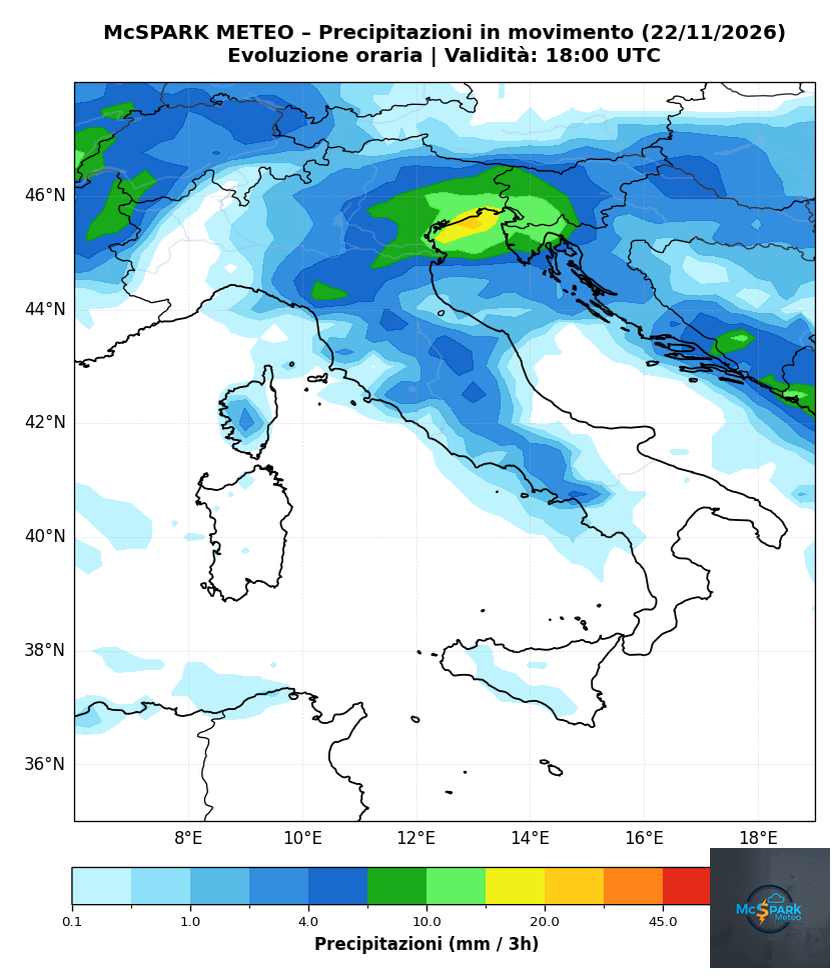 McSPARK METEO – Precipitazioni in movimento (22/11/2026)
Evoluzione oraria | Validità: 18:00 UTC
46°N
44°N
42°N
40°N
38°N
36°N
8°E 10°E 12°E 14°E 16°E 18°E
0.1 1.0 4.0 10.0 20.0 45.0
Precipitazioni (mm / 3h)
McSPARK
Meteo